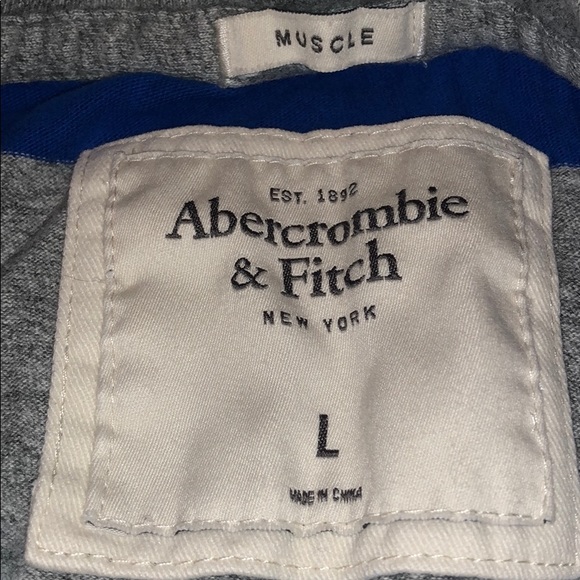 MUSCLE
EST. 1892
Abercrombie
& Fitch
NEW YORK
L
MADE IN CHINA